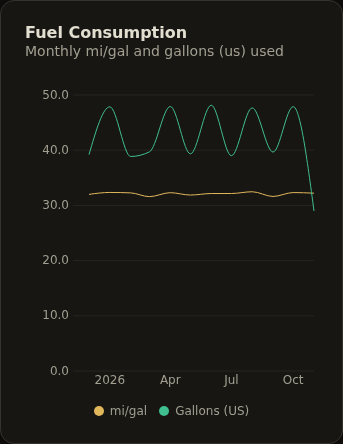 Fuel Consumption
Monthly mi/gal and gallons (us) used
50.0
40.0
30.0
20.0
10.0
0.0
2026 Apr Jul Oct
mi/gal Gallons (US)